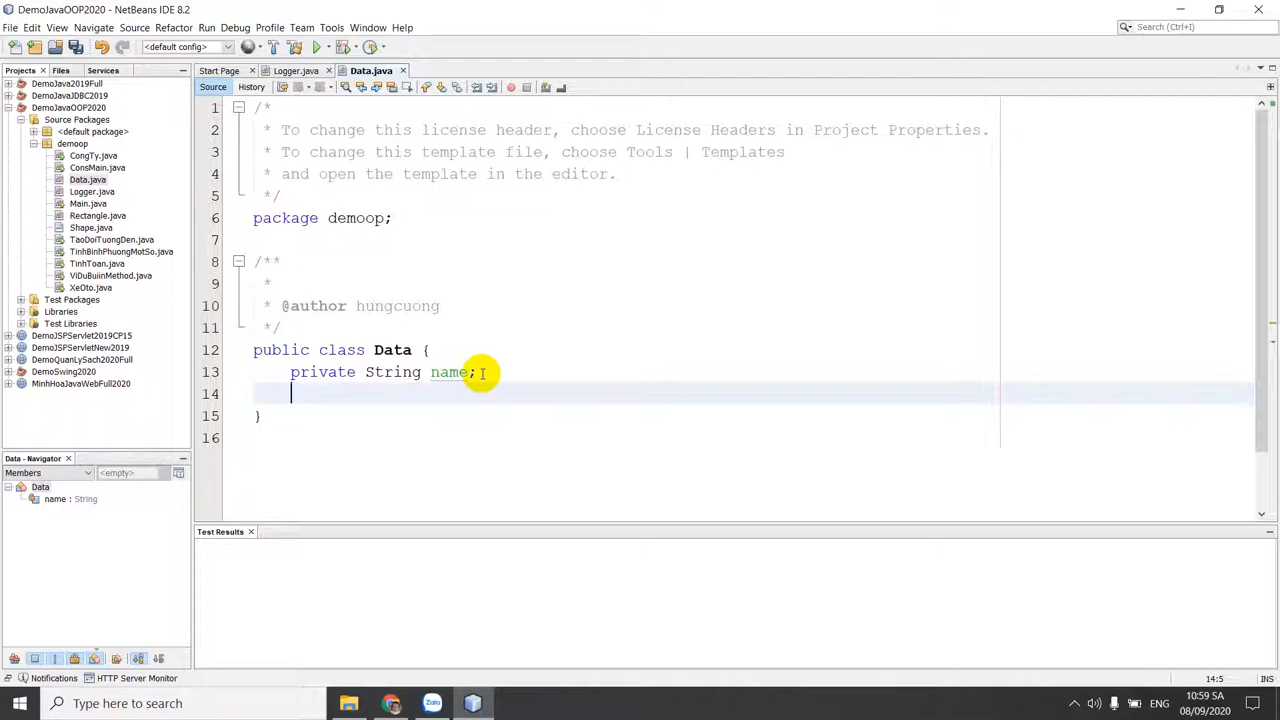 DemoJavaOOP2020 - NetBeans IDE 8.2
File Edit View Navigate Source Refactor Run Debug Profile Team Tools Window Help
Search (Ctrl+I)
<default config>
Projects Files Services
Start Page Logger.java Data.java
Source History
DemoJava2019Full
DemoJavaJDBC2019
DemoJavaOOP2020
Source Packages
<default package>
demoop
CongTy.java
ConsMain.java
Data.java
Logger.java
Main.java
Rectangle.java
Shape.java
TaoDoiTuongDen.java
TinhBinhPhuongMotSo.java
TinhToan.java
ViDuBuiinMethod.java
XeOto.java
Test Packages
Libraries
Test Libraries
DemoJSPServlet2019CP15
DemoJSPServletNew2019
DemoQuanLySach2020Full
DemoSwing2020
MinhHoaJavaWebFull2020
1 /*
2 * To change this license header, choose License Headers in Project Properties.
3 * To change this template file, choose Tools | Templates
4 * and open the template in the editor.
5 */
6 package demoop;
7
8 /**
9 *
10 * @author hungcuong
11 */
12 public class Data {
13 private String name;
14
15 }
16
Data - Navigator
Members <empty>
Data
name : String
Test Results
Notifications HTTP Server Monitor
14:5 INS
Type here to search
Zalo
ENG
10:59 SA
08/09/2020